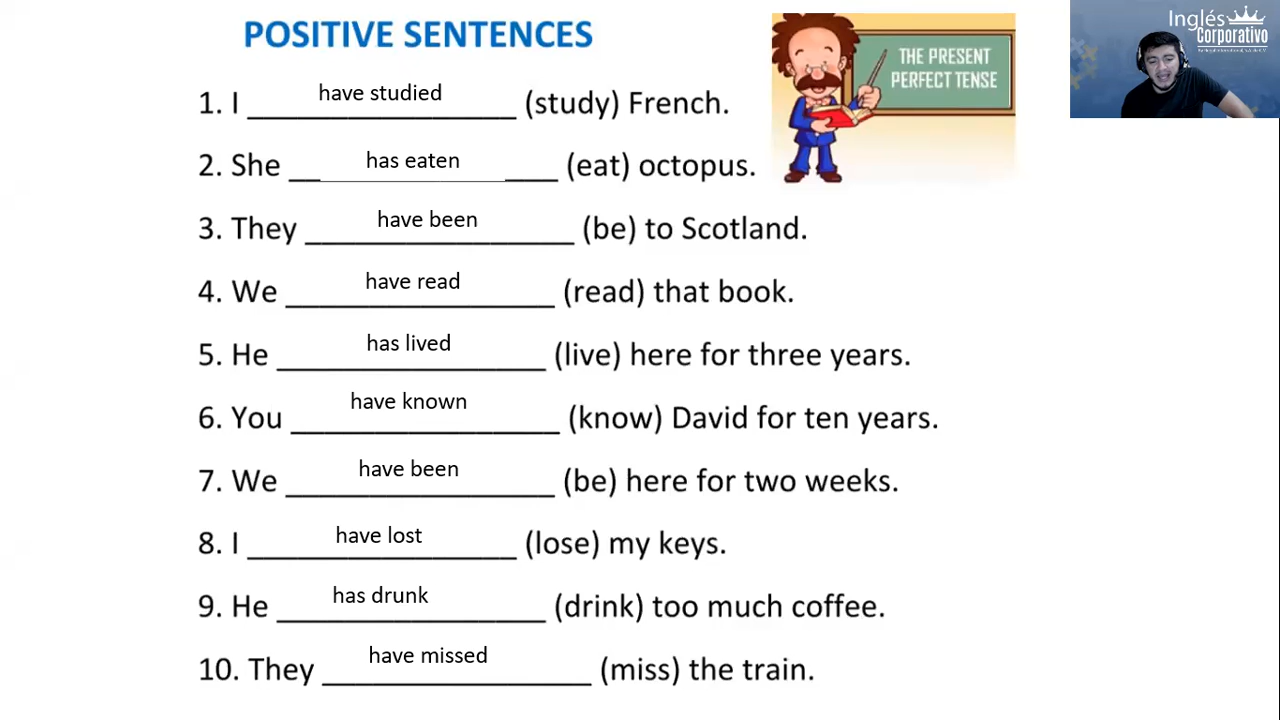 POSITIVE SENTENCES
THE PRESENT
PERFECT TENSE
Inglés
Corporativo
1. I have studied (study) French.
2. She has eaten (eat) octopus.
3. They have been (be) to Scotland.
4. We have read (read) that book.
5. He has lived (live) here for three years.
6. You have known (know) David for ten years.
7. We have been (be) here for two weeks.
8. I have lost (lose) my keys.
9. He has drunk (drink) too much coffee.
10. They have missed (miss) the train.